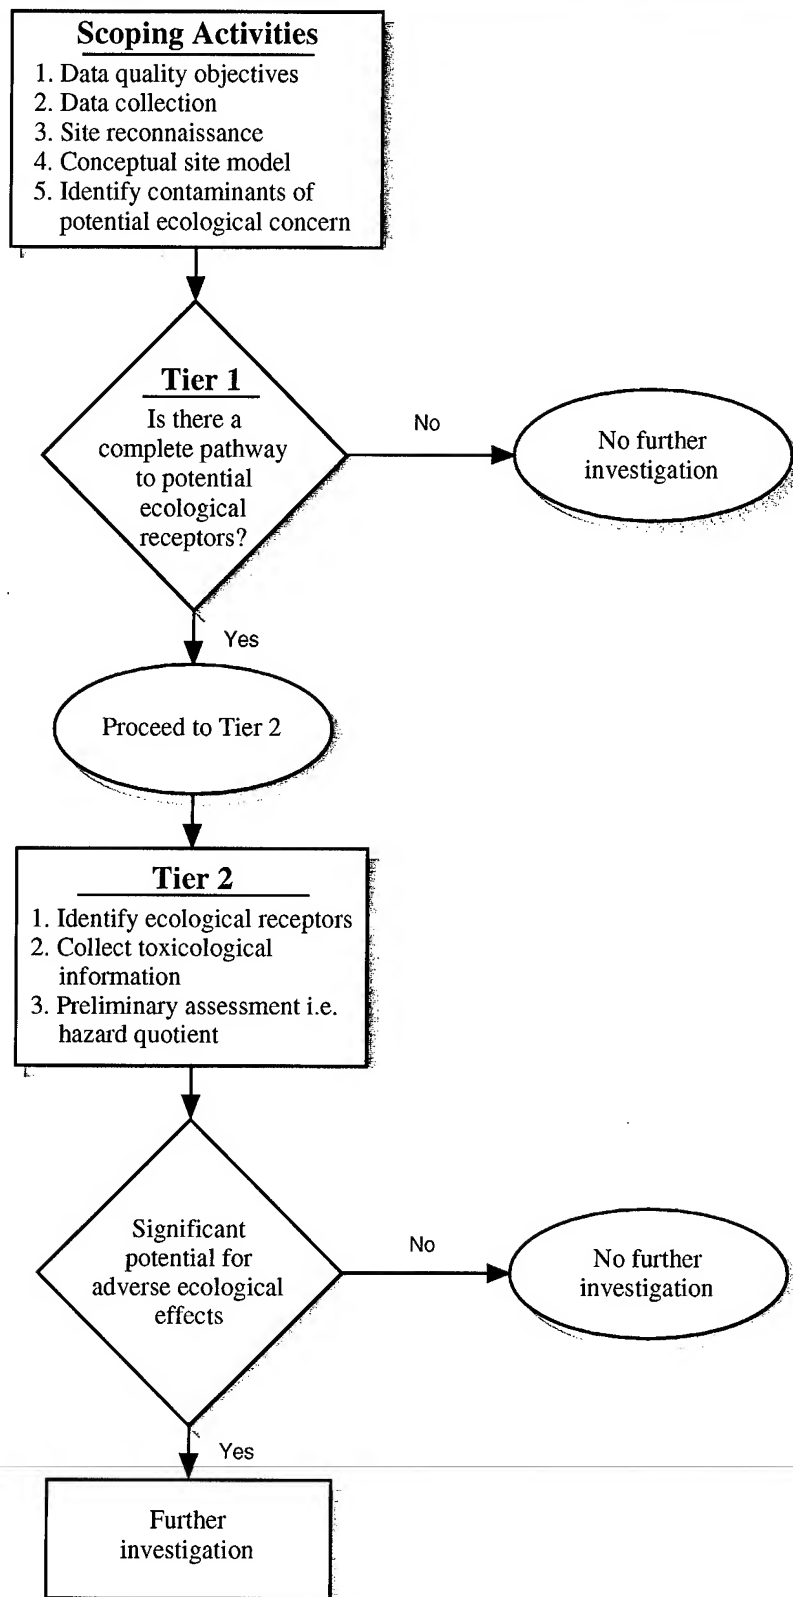 Scoping Activities
1. Data quality objectives
2. Data collection
3. Site reconnaissance
4. Conceptual site model
5. Identify contaminants of
potential ecological concern
Tier 1
Is there a
complete pathway
to potential
ecological
receptors?
No
No further
investigation
Yes
Proceed to Tier 2
Tier 2
1. Identify ecological receptors
2. Collect toxicological
information
3. Preliminary assessment i.e.
hazard quotient
Significant
potential for
adverse ecological
effects
No
No further
investigation
Yes
Further
investigation